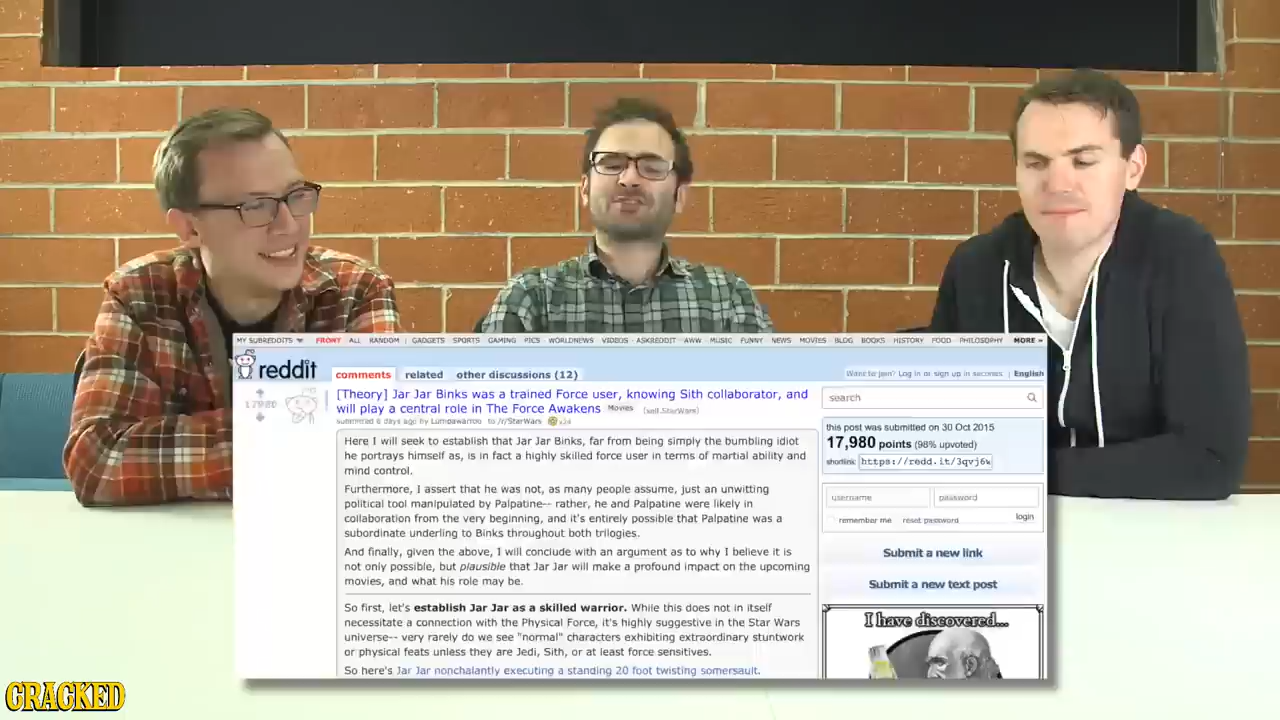 MY SUBREDDITS FRONT ALL RANDOM | GADGETS SPORTS GAMING PICS WORLDNEWS VIDEOS ASKREDDIT AWW MUSIC FUNNY NEWS MOVIES BLOG BOOKS HISTORY FOOD PHILOSOPHY MORE »
reddit comments related other discussions (12)
Want to join? Log in or sign up in seconds. | English
17980
[Theory] Jar Jar Binks was a trained Force user, knowing Sith collaborator, and
will play a central role in The Force Awakens Movies (self.StarWars)
submitted 6 days ago by Lumpawarroo to /r/StarWars x24
Here I will seek to establish that Jar Jar Binks, far from being simply the bumbling idiot
he portrays himself as, is in fact a highly skilled force user in terms of martial ability and
mind control.
Furthermore, I assert that he was not, as many people assume, just an unwitting
political tool manipulated by Palpatine-- rather, he and Palpatine were likely in
collaboration from the very beginning, and it's entirely possible that Palpatine was a
subordinate underling to Binks throughout both trilogies.
And finally, given the above, I will conclude with an argument as to why I believe it is
not only possible, but plausible that Jar Jar will make a profound impact on the upcoming
movies, and what his role may be.
So first, let's establish Jar Jar as a skilled warrior. While this does not in itself
necessitate a connection with the Physical Force, it's highly suggestive in the Star Wars
universe-- very rarely do we see "normal" characters exhibiting extraordinary stuntwork
or physical feats unless they are Jedi, Sith, or at least force sensitives.
So here's Jar Jar nonchalantly executing a standing 20 foot twisting somersault.
search
this post was submitted on 30 Oct 2015
17,980 points (98% upvoted)
shortlink: https://redd.it/3qvj6w
username password
remember me reset password login
Submit a new link
Submit a new text post
I have discovered...
CRACKED